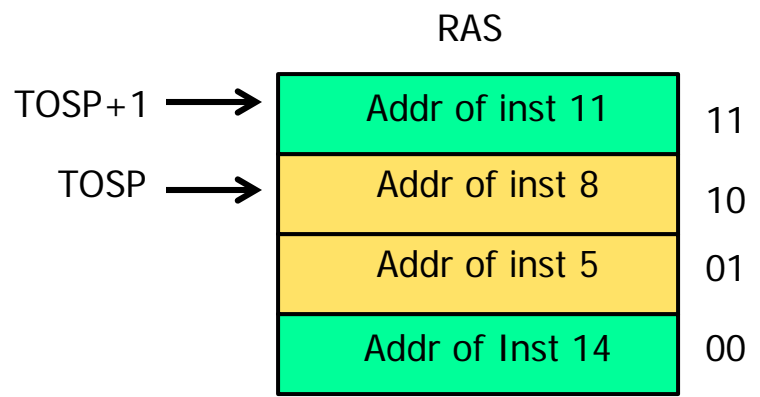 RAS
TOSP+1 Addr of inst 11 11
TOSP Addr of inst 8 10
Addr of inst 5 01
Addr of Inst 14 00